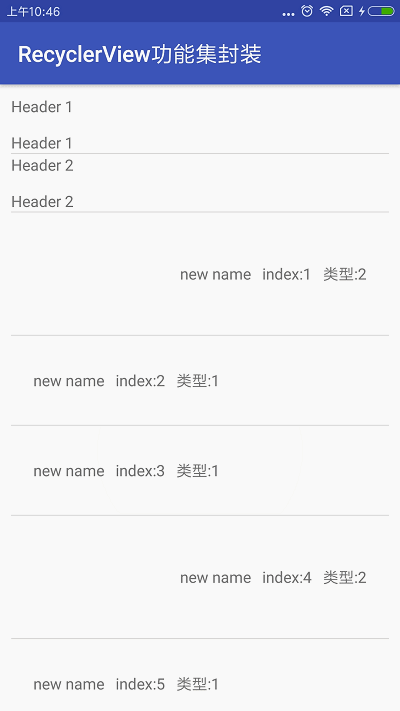 上午10:46
RecyclerView功能集封装
Header 1
Header 1
Header 2
Header 2
new name index:1 类型:2
new name index:2 类型:1
new name index:3 类型:1
new name index:4 类型:2
new name index:5 类型:1